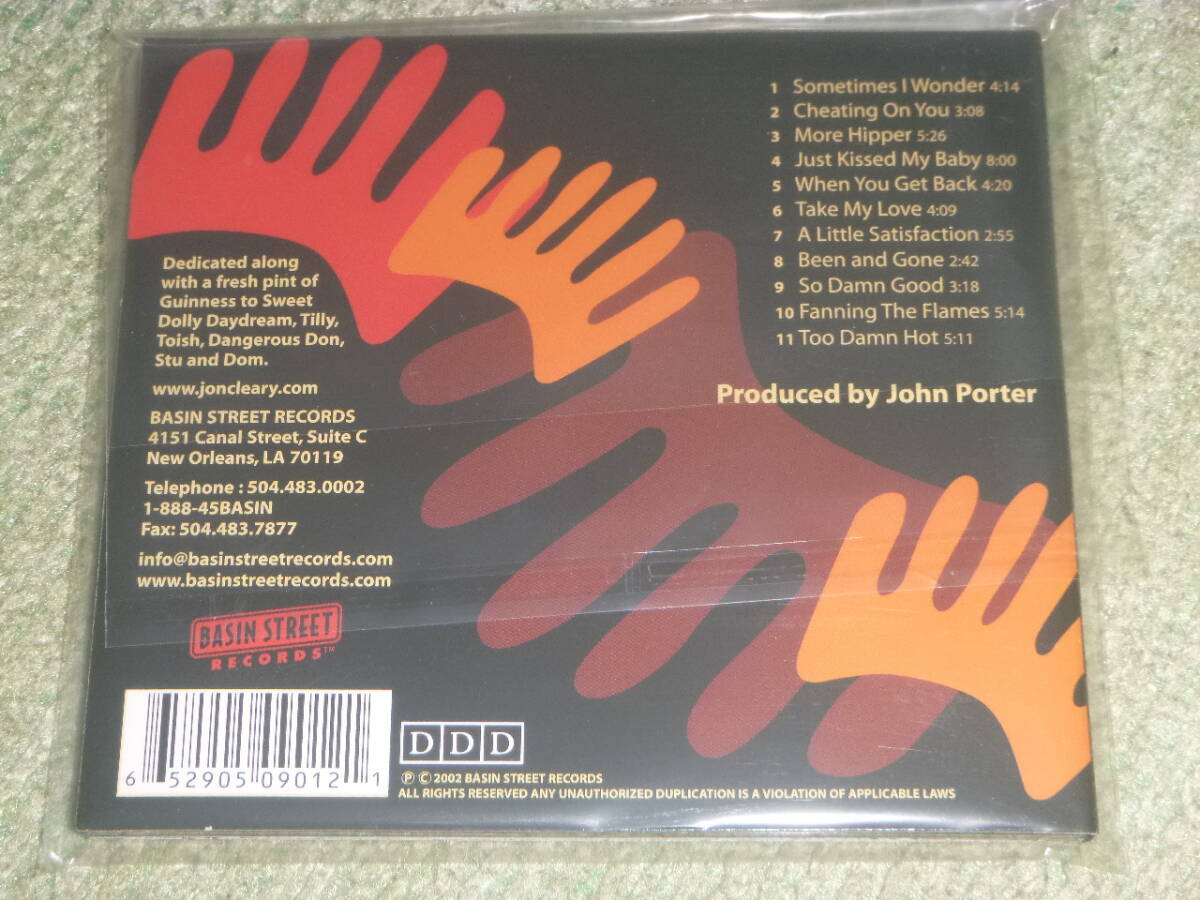 1 Sometimes I Wonder 4:14
2 Cheating On You 3:08
3 More Hipper 5:26
4 Just Kissed My Baby 8:00
5 When You Get Back 4:20
6 Take My Love 4:09
7 A Little Satisfaction 2:55
8 Been and Gone 2:42
9 So Damn Good 3:18
10 Fanning The Flames 5:14
11 Too Damn Hot 5:11
Produced by John Porter
Dedicated along
with a fresh pint of
Guinness to Sweet
Dolly Daydream, Tilly,
Toish, Dangerous Don,
Stu and Dom.
www.joncleary.com
BASIN STREET RECORDS
4151 Canal Street, Suite C
New Orleans, LA 70119
Telephone : 504.483.0002
1-888-45BASIN
Fax: 504.483.7877
info@basinstreetrecords.com
www.basinstreetrecords.com
BASIN STREET
RECORDS™
6 52905 09012 1
DDD
℗ © 2002 BASIN STREET RECORDS
ALL RIGHTS RESERVED ANY UNAUTHORIZED DUPLICATION IS A VIOLATION OF APPLICABLE LAWS